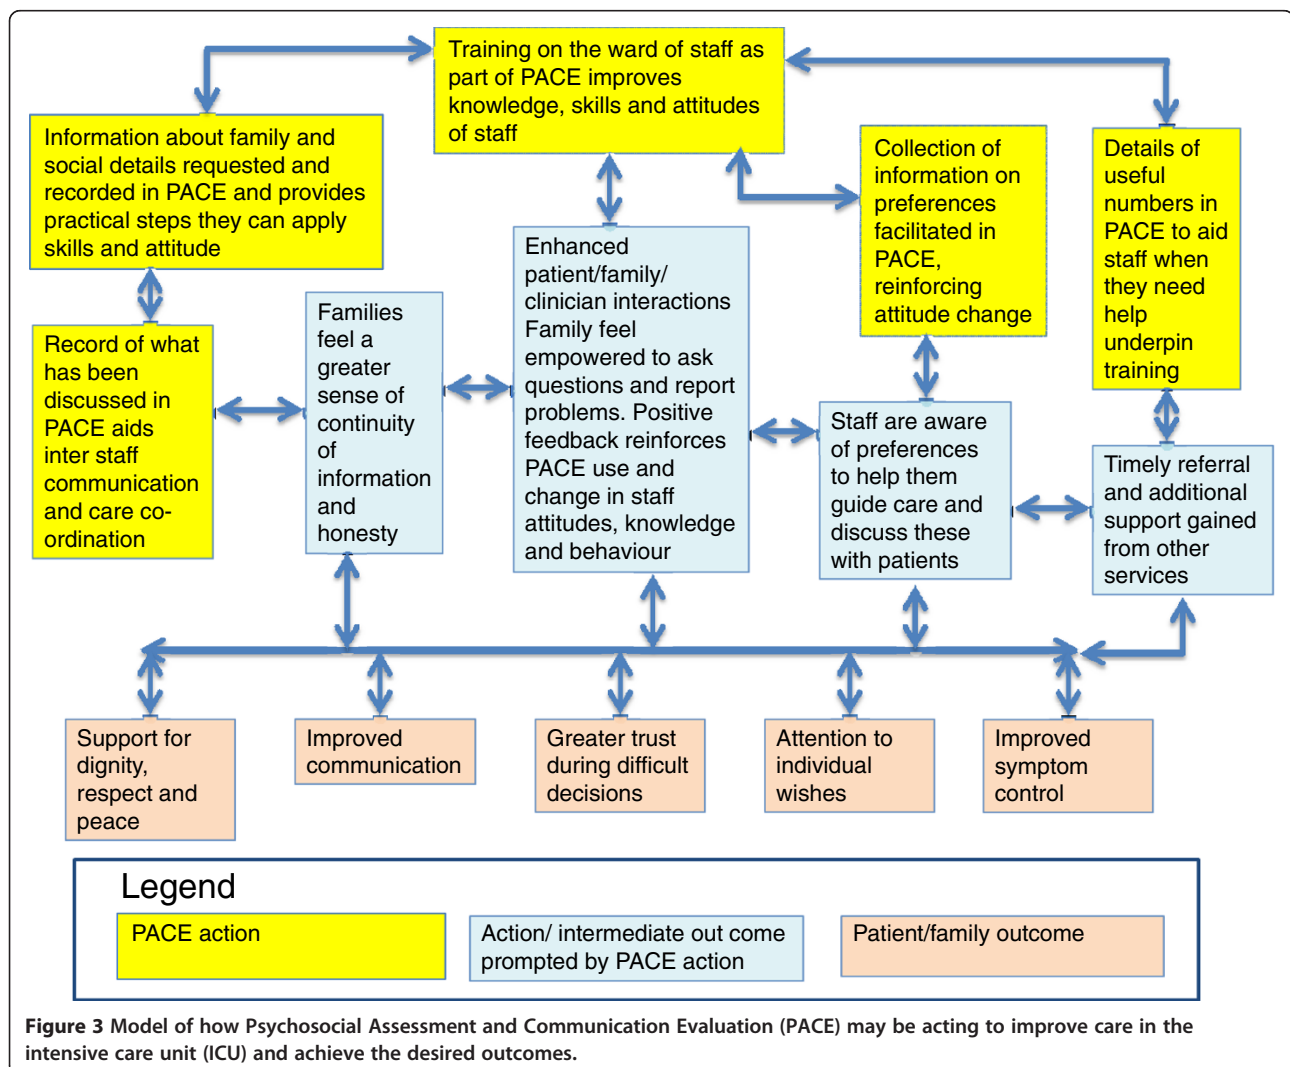 Training on the ward of staff as
part of PACE improves
knowledge, skills and attitudes
of staff
Information about family and
social details requested and
recorded in PACE and provides
practical steps they can apply
skills and attitude
Collection of
information on
preferences
facilitated in
PACE,
reinforcing
attitude change
Details of
useful
numbers in
PACE to aid
staff when
they need
help
underpin
training
Record of what
has been
discussed in
PACE aids
inter staff
communication
and care co-
ordination
Families
feel a
greater
sense of
continuity
of
information
and
honesty
Enhanced
patient/family/
clinician interactions
Family feel
empowered to ask
questions and report
problems. Positive
feedback reinforces
PACE use and
change in staff
attitudes, knowledge
and behaviour
Staff are aware
of preferences
to help them
guide care and
discuss these
with patients
Timely referral
and additional
support gained
from other
services
Support for
dignity,
respect and
peace
Improved
communication
Greater trust
during difficult
decisions
Attention to
individual
wishes
Improved
symptom
control
Legend
PACE action
Action/ intermediate out come
prompted by PACE action
Patient/family outcome
Figure 3 Model of how Psychosocial Assessment and Communication Evaluation (PACE) may be acting to improve care in the
intensive care unit (ICU) and achieve the desired outcomes.